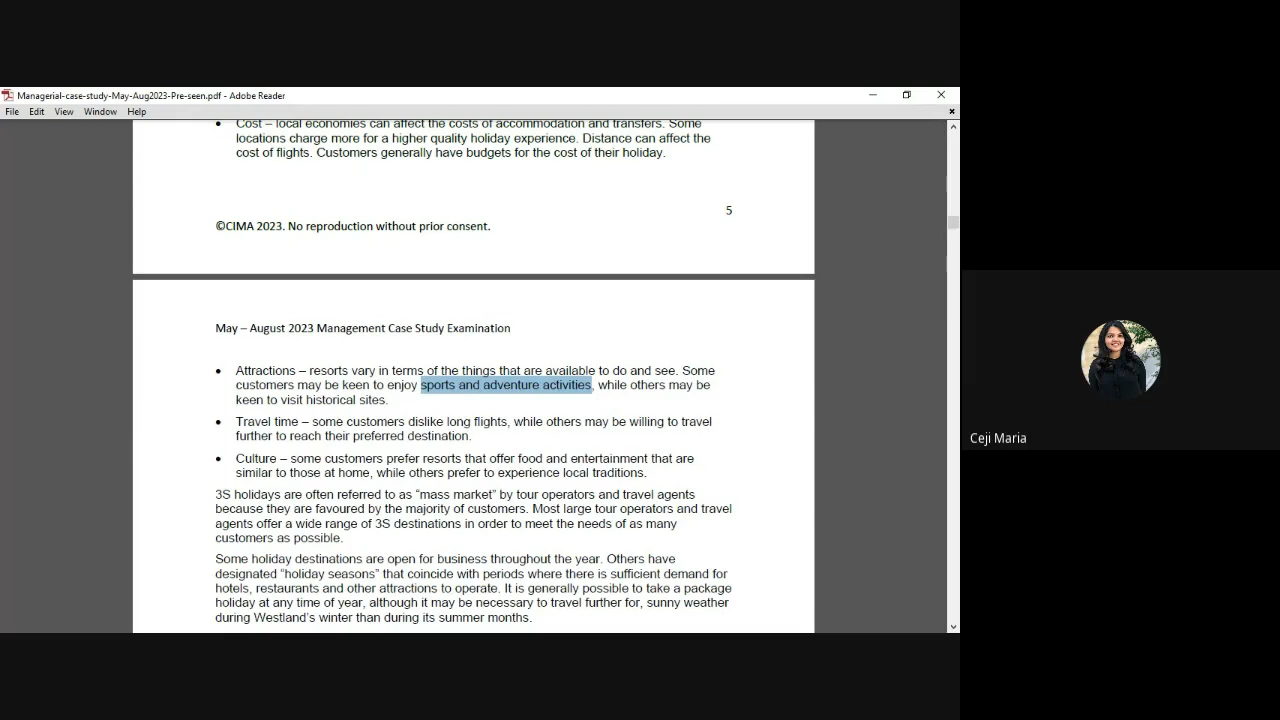 Managerial-case-study-May-Aug2023-Pre-seen.pdf - Adobe Reader
File Edit View Window Help
• Cost – local economies can affect the costs of accommodation and transfers. Some
locations charge more for a higher quality holiday experience. Distance can affect the
cost of flights. Customers generally have budgets for the cost of their holiday.
5
©CIMA 2023. No reproduction without prior consent.
May – August 2023 Management Case Study Examination
• Attractions – resorts vary in terms of the things that are available to do and see. Some
customers may be keen to enjoy sports and adventure activities, while others may be
keen to visit historical sites.
• Travel time – some customers dislike long flights, while others may be willing to travel
further to reach their preferred destination.
• Culture – some customers prefer resorts that offer food and entertainment that are
similar to those at home, while others prefer to experience local traditions.
3S holidays are often referred to as “mass market” by tour operators and travel agents
because they are favoured by the majority of customers. Most large tour operators and travel
agents offer a wide range of 3S destinations in order to meet the needs of as many
customers as possible.
Some holiday destinations are open for business throughout the year. Others have
designated “holiday seasons” that coincide with periods where there is sufficient demand for
hotels, restaurants and other attractions to operate. It is generally possible to take a package
holiday at any time of year, although it may be necessary to travel further for, sunny weather
during Westland’s winter than during its summer months.
Ceji Maria